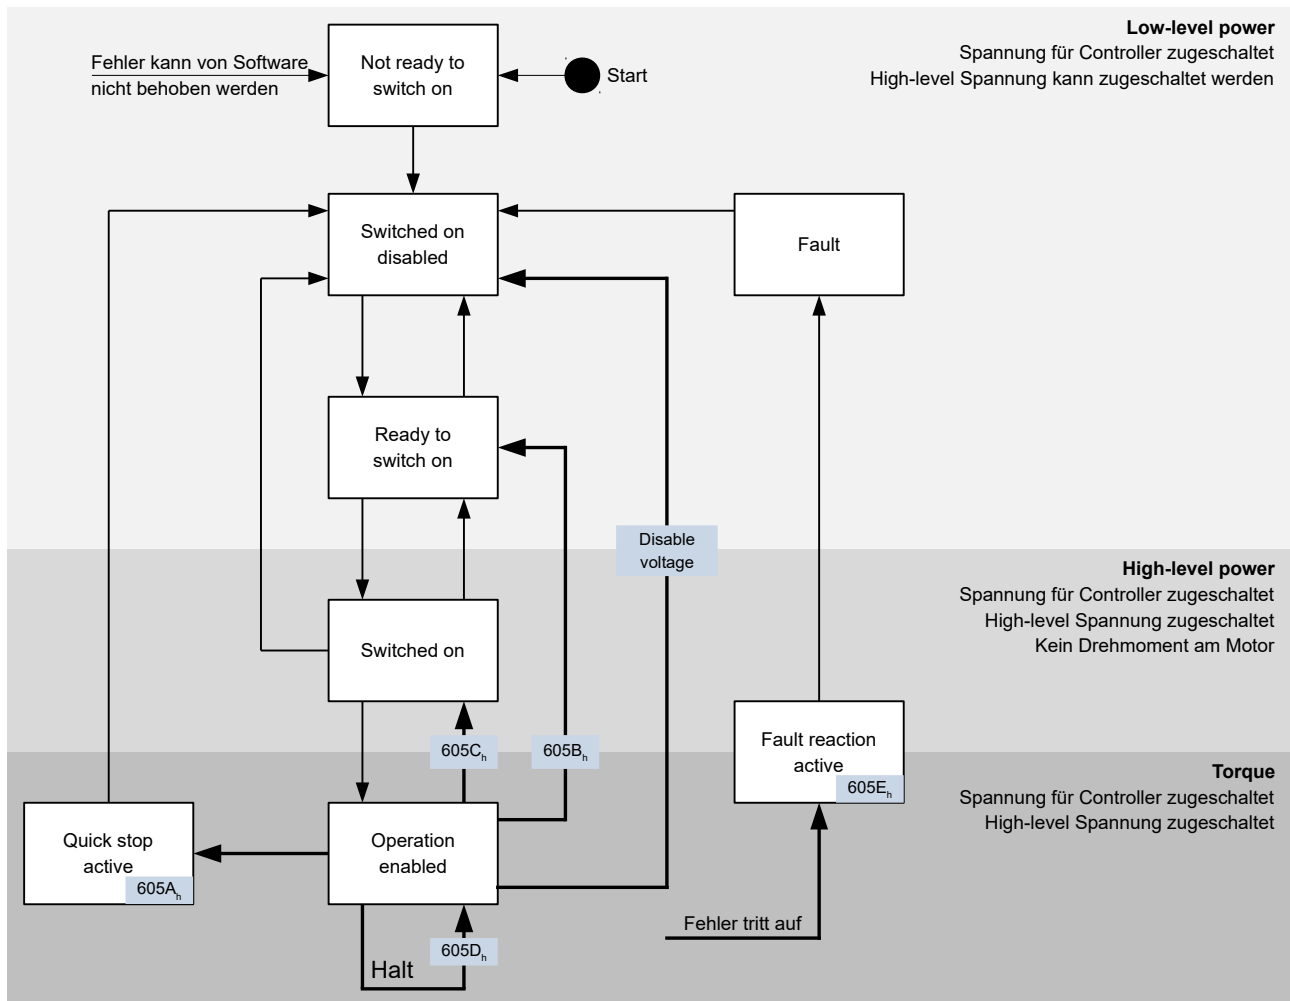 Low-level power
Spannung für Controller zugeschaltet
High-level Spannung kann zugeschaltet werden
Fehler kann von Software
nicht behoben werden
Not ready to
switch on
Start
Switched on
disabled
Fault
Ready to
switch on
Disable
voltage
High-level power
Spannung für Controller zugeschaltet
High-level Spannung zugeschaltet
Kein Drehmoment am Motor
Switched on
605Ch
605Bh
Fault reaction
active
605Eh
Torque
Spannung für Controller zugeschaltet
High-level Spannung zugeschaltet
Quick stop
active
605Ah
Operation
enabled
Fehler tritt auf
605Dh
Halt